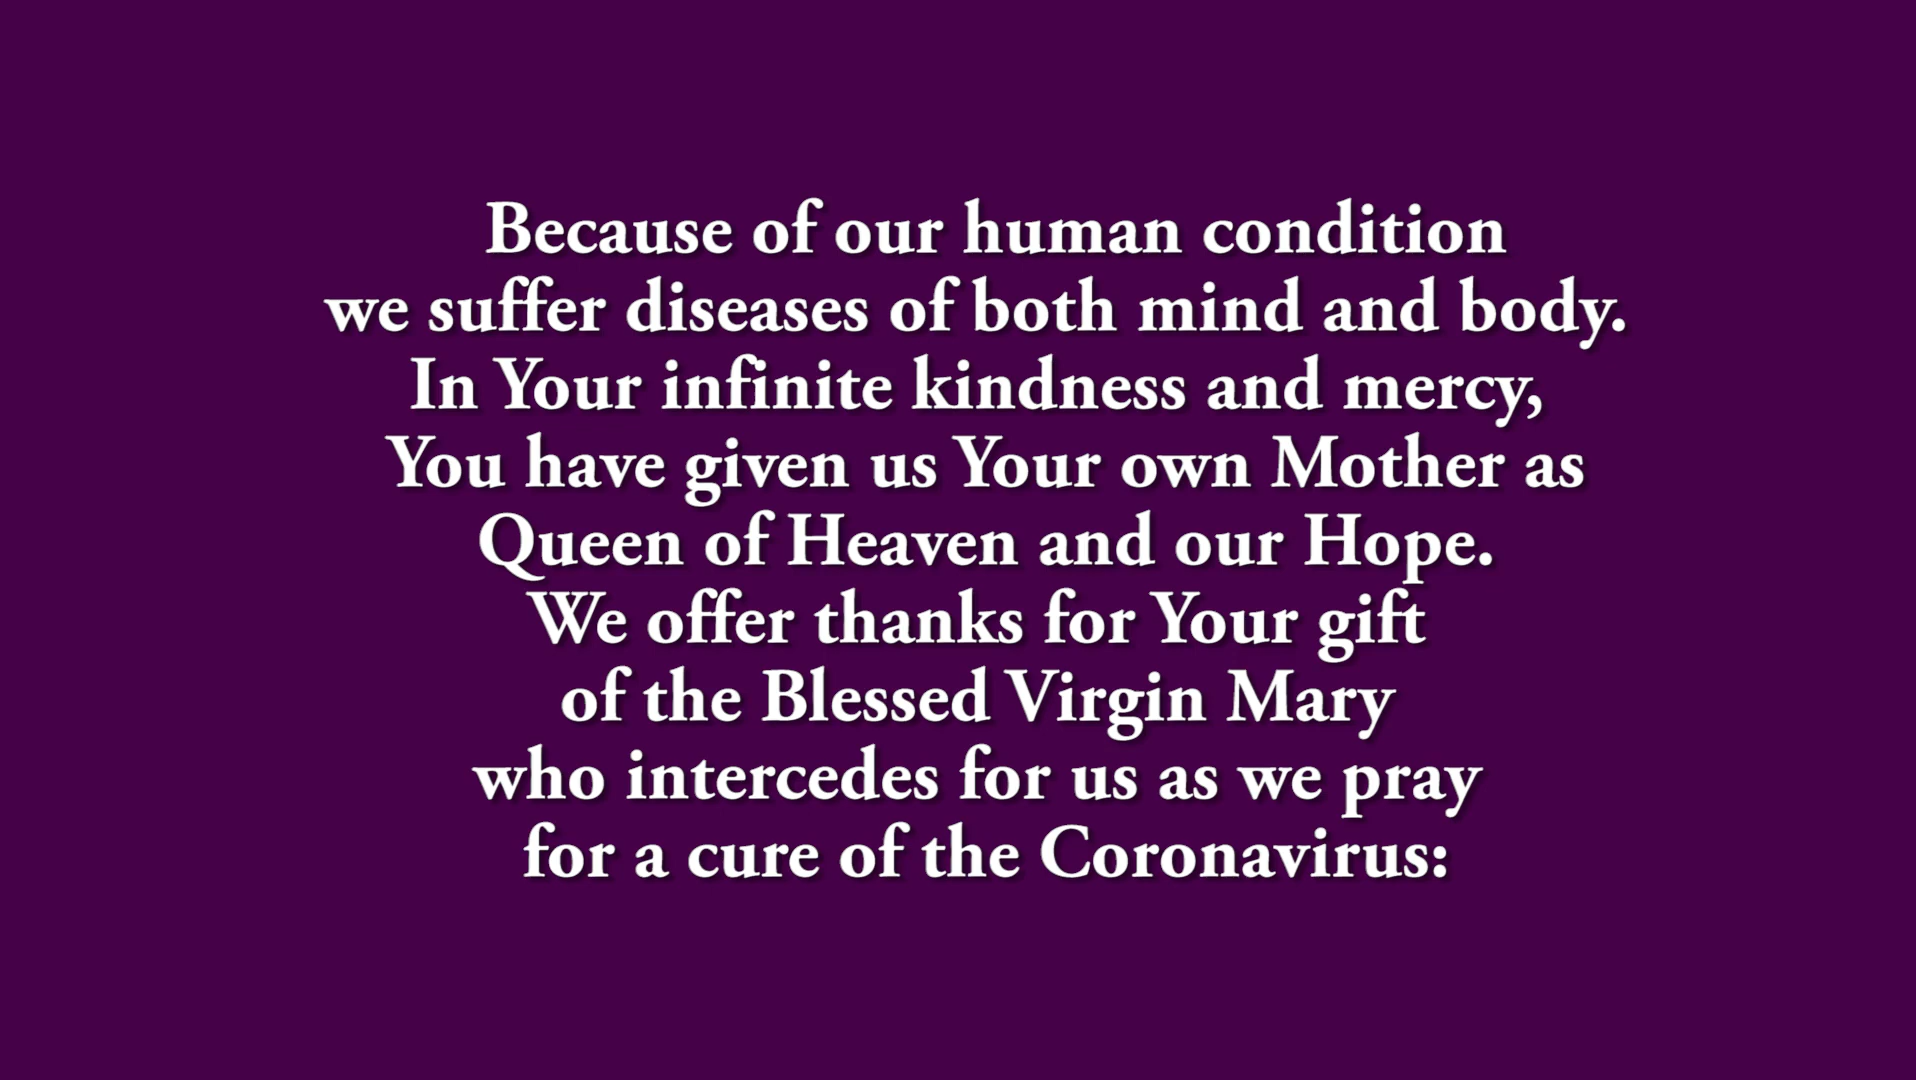 Because of our human condition
we suffer diseases of both mind and body.
In Your infinite kindness and mercy,
You have given us Your own Mother as
Queen of Heaven and our Hope.
We offer thanks for Your gift
of the Blessed Virgin Mary
who intercedes for us as we pray
for a cure of the Coronavirus: